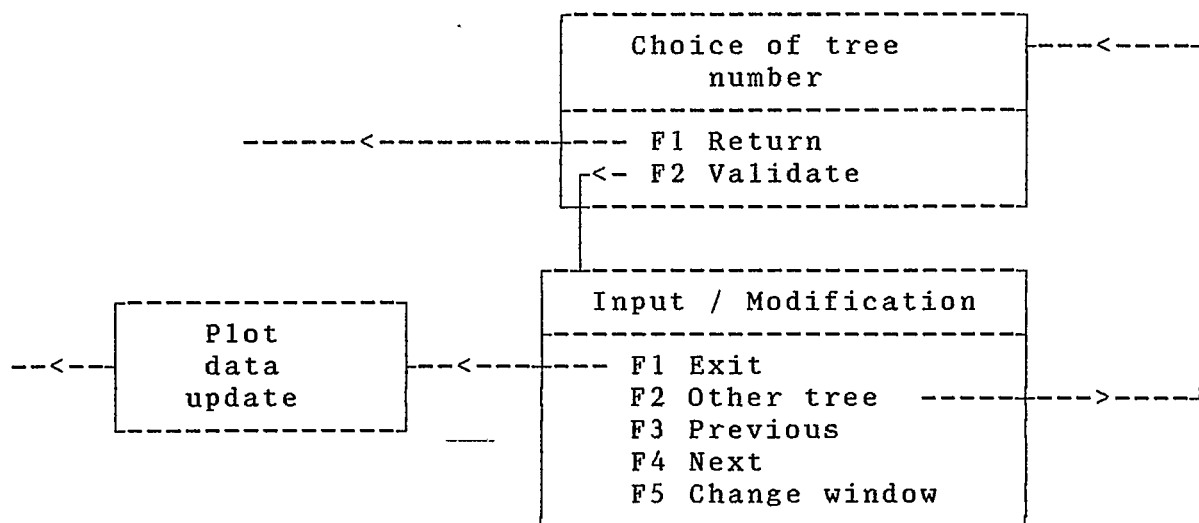 Choice of tree
number
F1 Return
F2 Validate
Input / Modification
Plot
data
update
F1 Exit
F2 Other tree
F3 Previous
F4 Next
F5 Change window